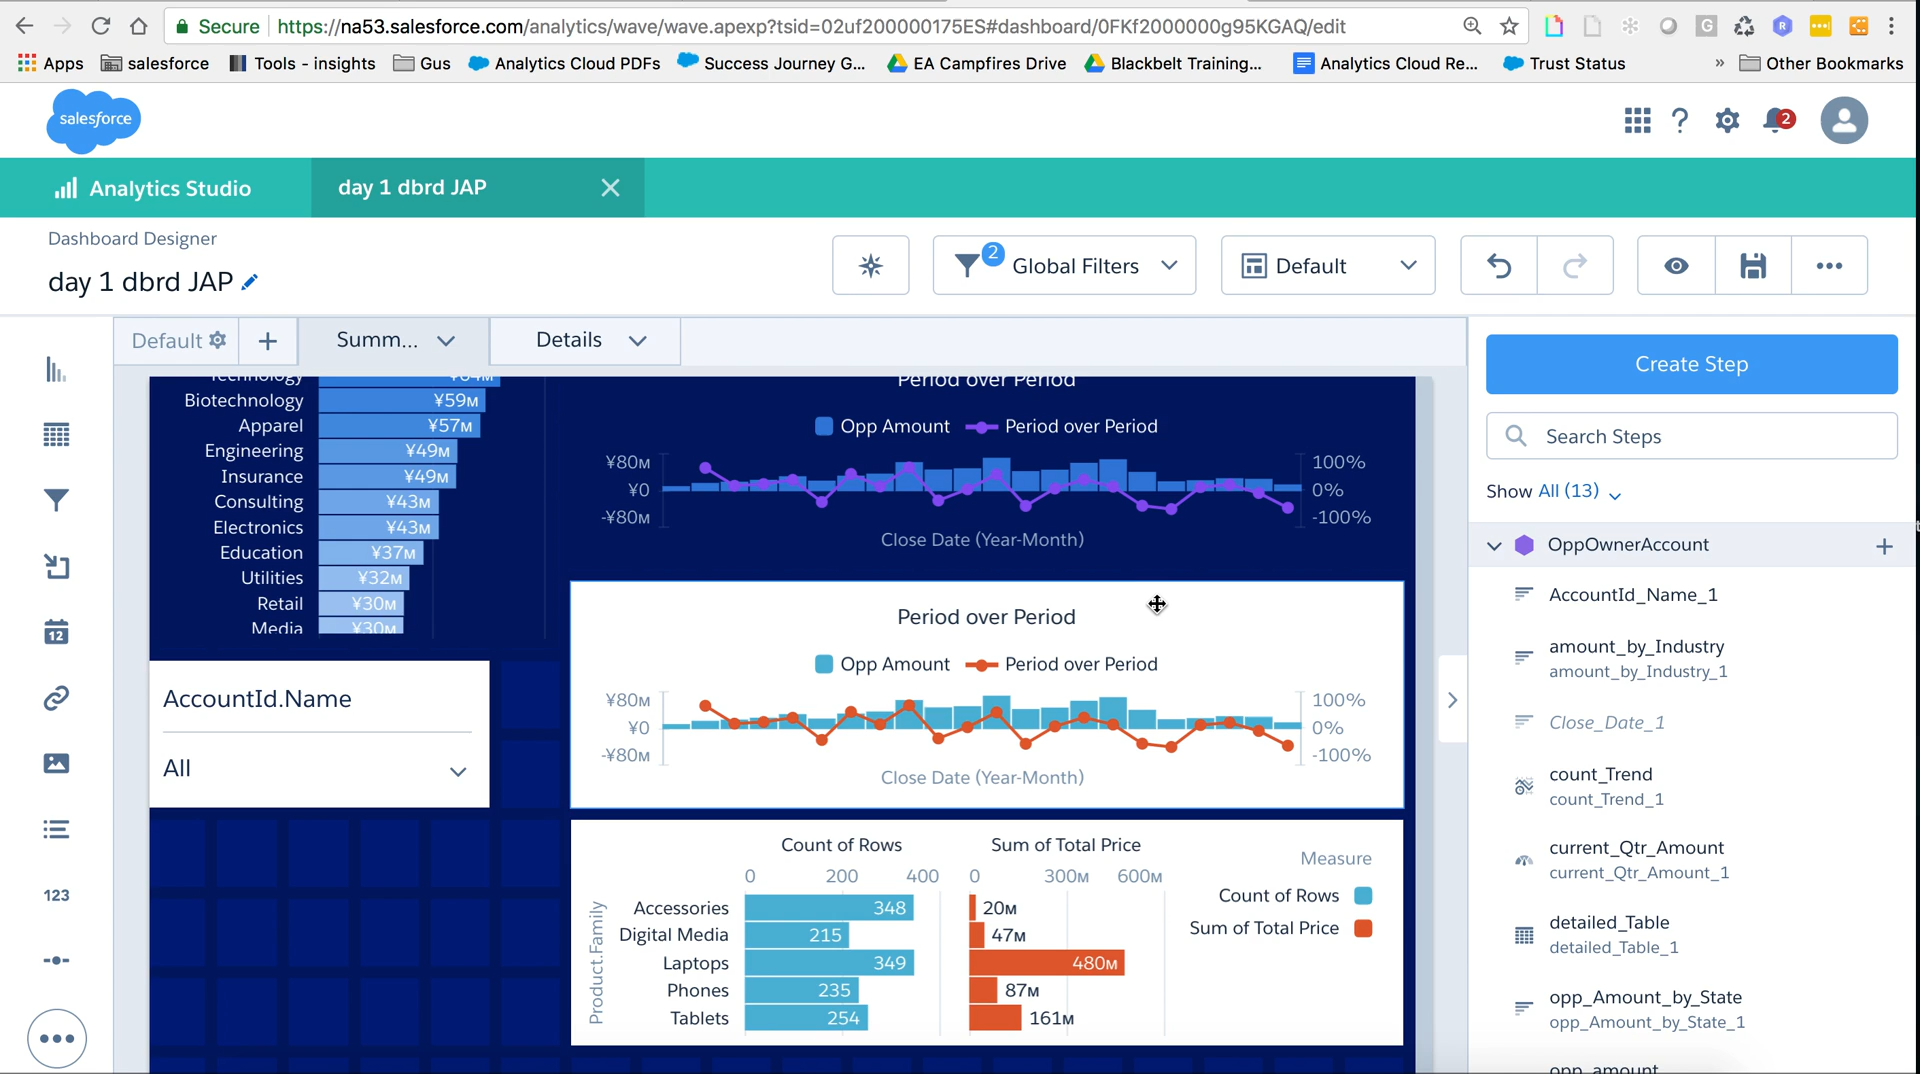 Secure https://na53.salesforce.com/analytics/wave/wave.apexp?tsid=02uf200000175ES#dashboard/0FKf2000000g95KGAQ/edit
G
R
Apps salesforce Tools - insights Gus Analytics Cloud PDFs Success Journey G... EA Campfires Drive Blackbelt Training... Analytics Cloud Re... Trust Status » Other Bookmarks
salesforce
? 2
Analytics Studio day 1 dbrd JAP
Dashboard Designer
day 1 dbrd JAP
2 Global Filters Default
Default + Summ... Details
Create Step
Search Steps
Show All (13)
OppOwnerAccount +
AccountId_Name_1
amount_by_Industry
amount_by_Industry_1
Close_Date_1
count_Trend
count_Trend_1
current_Qtr_Amount
current_Qtr_Amount_1
detailed_Table
detailed_Table_1
opp_Amount_by_State
opp_Amount_by_State_1
opp_amount
12
123
Technology ¥64M
Biotechnology ¥59M
Apparel ¥57M
Engineering ¥49M
Insurance ¥49M
Consulting ¥43M
Electronics ¥43M
Education ¥37M
Utilities ¥32M
Retail ¥30M
Media ¥30M
AccountId.Name
All
Period over Period
Opp Amount Period over Period
¥80M 100%
¥0 0%
-¥80M -100%
Close Date (Year-Month)
Period over Period
Opp Amount Period over Period
¥80M 100%
¥0 0%
-¥80M -100%
Close Date (Year-Month)
Count of Rows Sum of Total Price Measure
0 200 400 0 300M 600M
Count of Rows
Sum of Total Price
Product.Family
Accessories 348 20M
Digital Media 215 47M
Laptops 349 480M
Phones 235 87M
Tablets 254 161M